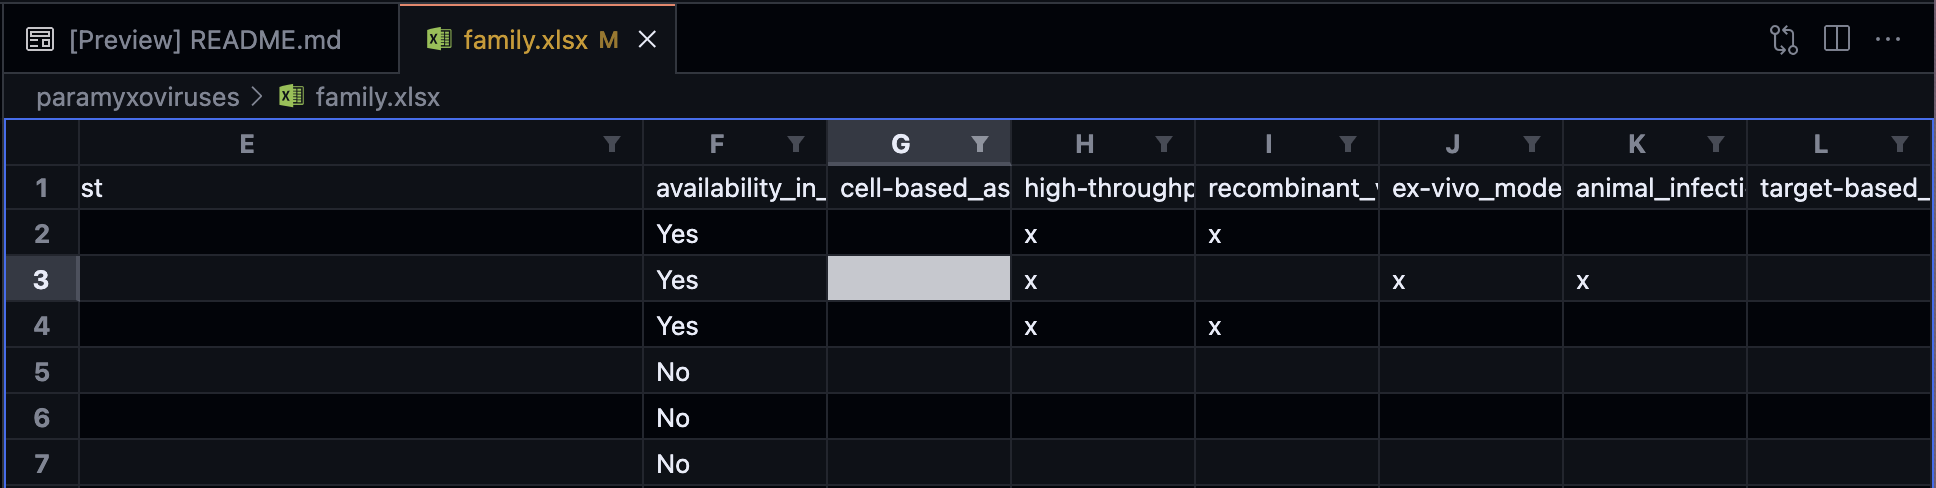 [Preview] README.md family.xlsx M
paramyxoviruses > family.xlsx
E F G H I J K L
1 st availability_in_ cell-based_as high-throughp recombinant_ ex-vivo_mode animal_infecti target-based_
2 Yes x x
3 Yes x x x
4 Yes x x
5 No
6 No
7 No